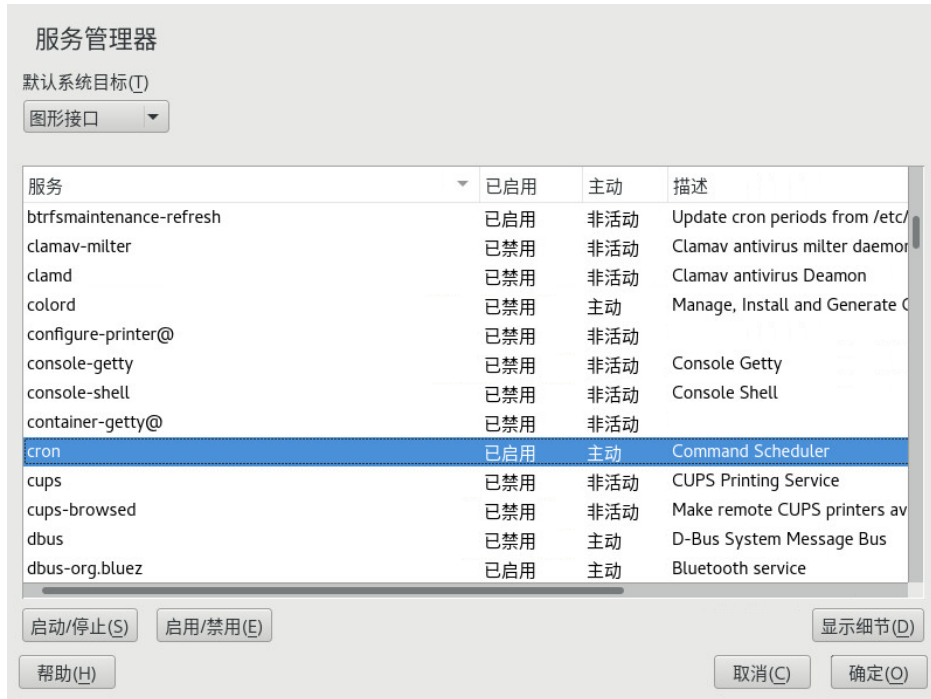 服务管理器
默认系统目标(T)
图形接口
服务 已启用 主动 描述
btrfsmaintenance-refresh 已启用 非活动 Update cron periods from /etc/
clamav-milter 已禁用 非活动 Clamav antivirus milter daemon
clamd 已禁用 非活动 Clamav antivirus Deamon
colord 已禁用 主动 Manage, Install and Generate C
configure-printer@ 已禁用 非活动
console-getty 已禁用 非活动 Console Getty
console-shell 已禁用 非活动 Console Shell
container-getty@ 已禁用 非活动
cron 已启用 主动 Command Scheduler
cups 已禁用 非活动 CUPS Printing Service
cups-browsed 已禁用 非活动 Make remote CUPS printers av
dbus 已禁用 主动 D-Bus System Message Bus
dbus-org.bluez 已启用 主动 Bluetooth service
启动/停止(S) 启用/禁用(E) 显示细节(D)
帮助(H) 取消(C) 确定(O)